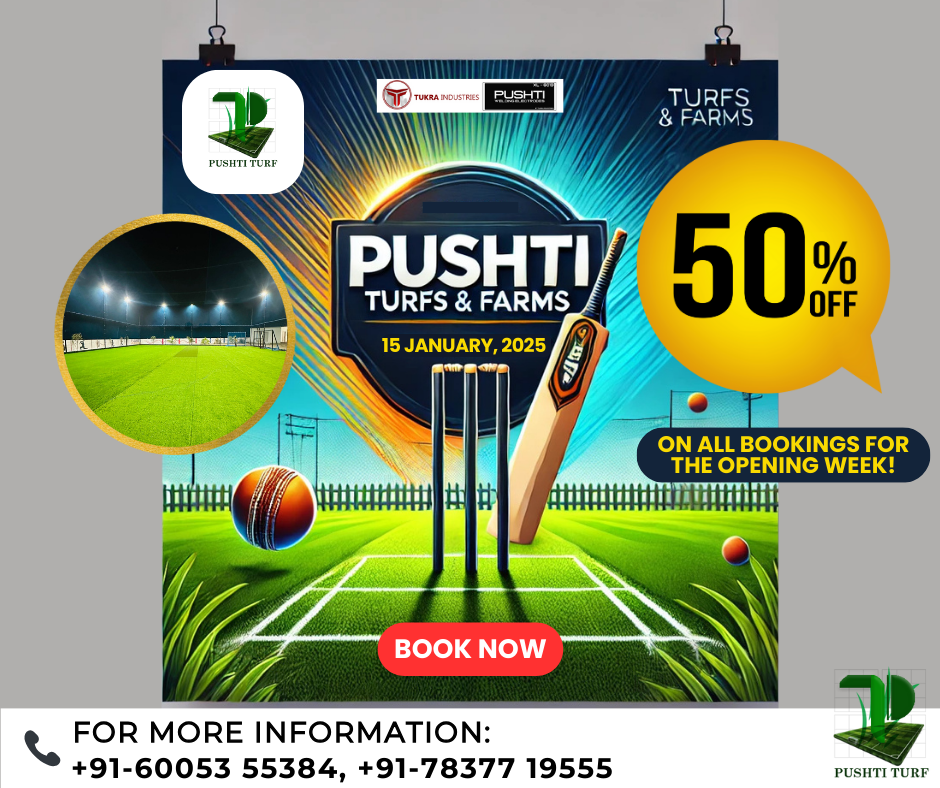 TUKRA INDUSTRIES
PUSHTI
TURFS
& FARMS
PUSHTI TURF
PUSHTI
TURFS & FARMS
15 JANUARY, 2025
50%
OFF
ON ALL BOOKINGS FOR
THE OPENING WEEK!
BOOK NOW
FOR MORE INFORMATION:
+91-60053 55384, +91-78377 19555
PUSHTI TURF